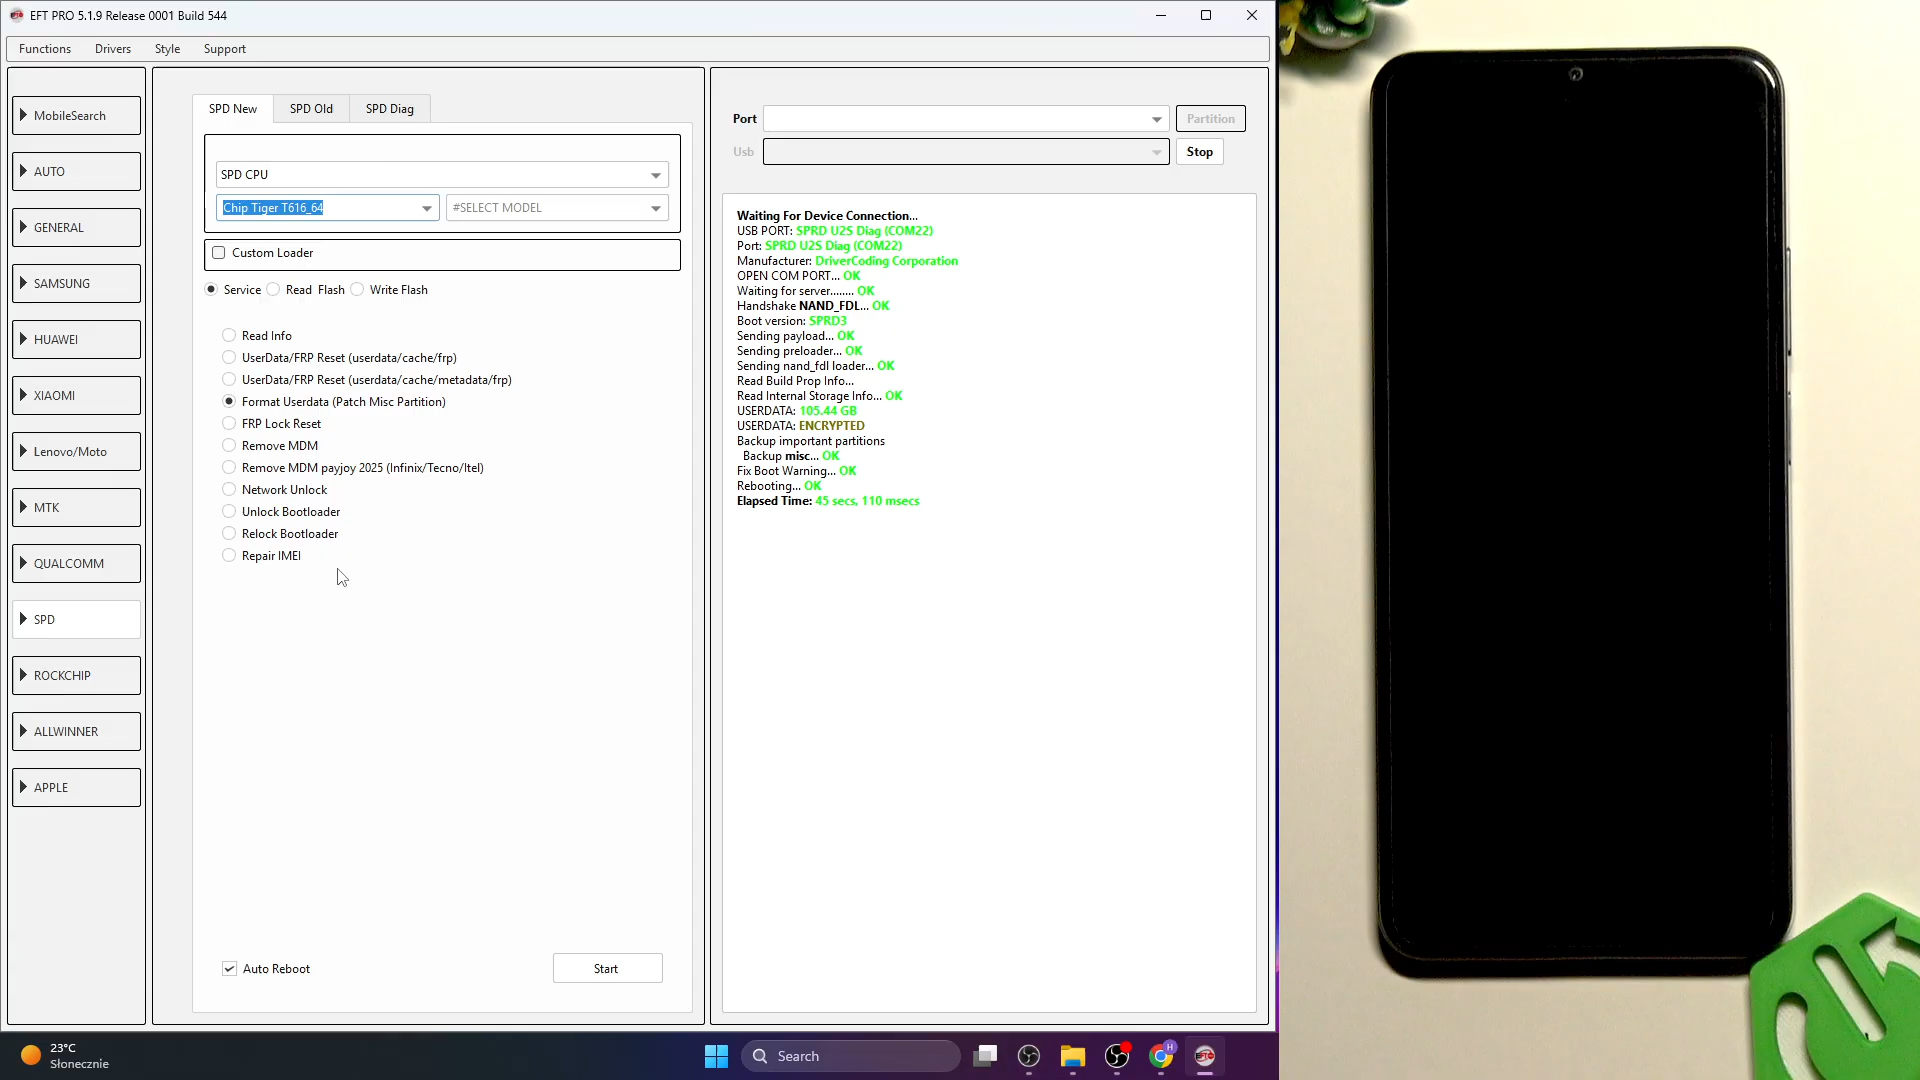 EFT PRO 5.1.9 Release 0001 Build 544
Functions Drivers Style Support
MobileSearch
AUTO
GENERAL
SAMSUNG
HUAWEI
XIAOMI
Lenovo/Moto
MTK
QUALCOMM
SPD
ROCKCHIP
ALLWINNER
APPLE
SPD New SPD Old SPD Diag
SPD CPU
Chip Tiger T616_64 #SELECT MODEL
Custom Loader
Service Read Flash Write Flash
Read Info
UserData/FRP Reset (userdata/cache/frp)
UserData/FRP Reset (userdata/cache/metadata/frp)
Format Userdata (Patch Misc Partition)
FRP Lock Reset
Remove MDM
Remove MDM payjoy 2025 (Infinix/Tecno/Itel)
Network Unlock
Unlock Bootloader
Relock Bootloader
Repair IMEI
Auto Reboot Start
Port Partition
Usb Stop
Waiting For Device Connection...
USB PORT: SPRD U2S Diag (COM22)
Port: SPRD U2S Diag (COM22)
Manufacturer: DriverCoding Corporation
OPEN COM PORT... OK
Waiting for server........ OK
Handshake NAND_FDL... OK
Boot version: SPRD3
Sending payload... OK
Sending preloader... OK
Sending nand_fdl loader... OK
Read Build Prop Info...
Read Internal Storage Info... OK
USERDATA: 105.44 GB
USERDATA: ENCRYPTED
Backup important partitions
Backup misc... OK
Fix Boot Warning... OK
Rebooting... OK
Elapsed Time: 45 secs, 110 msecs
23°C
Słonecznie
Search
H
EFT